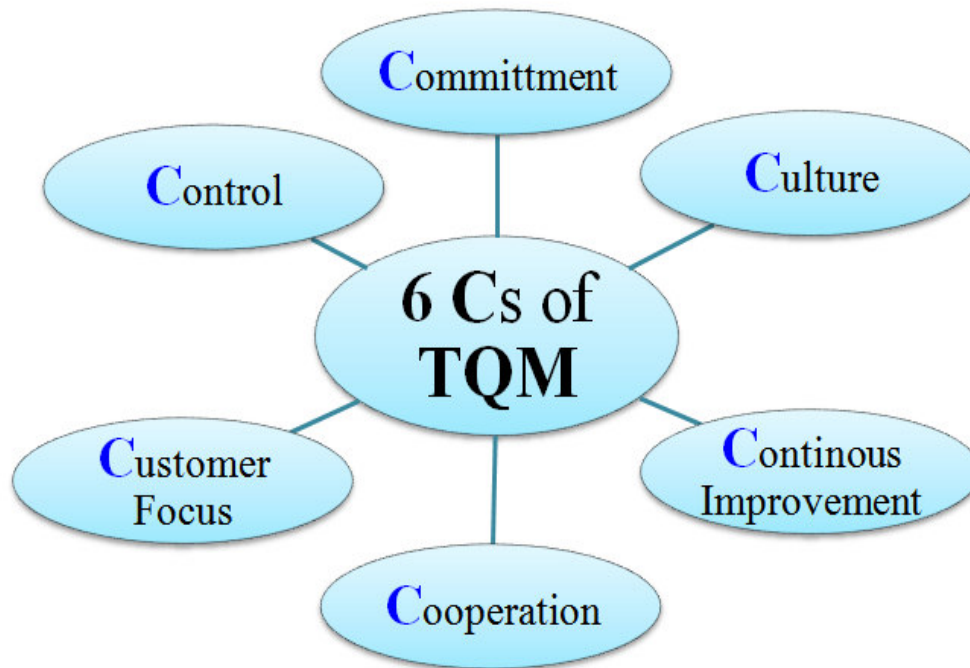 Committment
Control
Culture
6 Cs of
TQM
Customer
Focus
Continous
Improvement
Cooperation